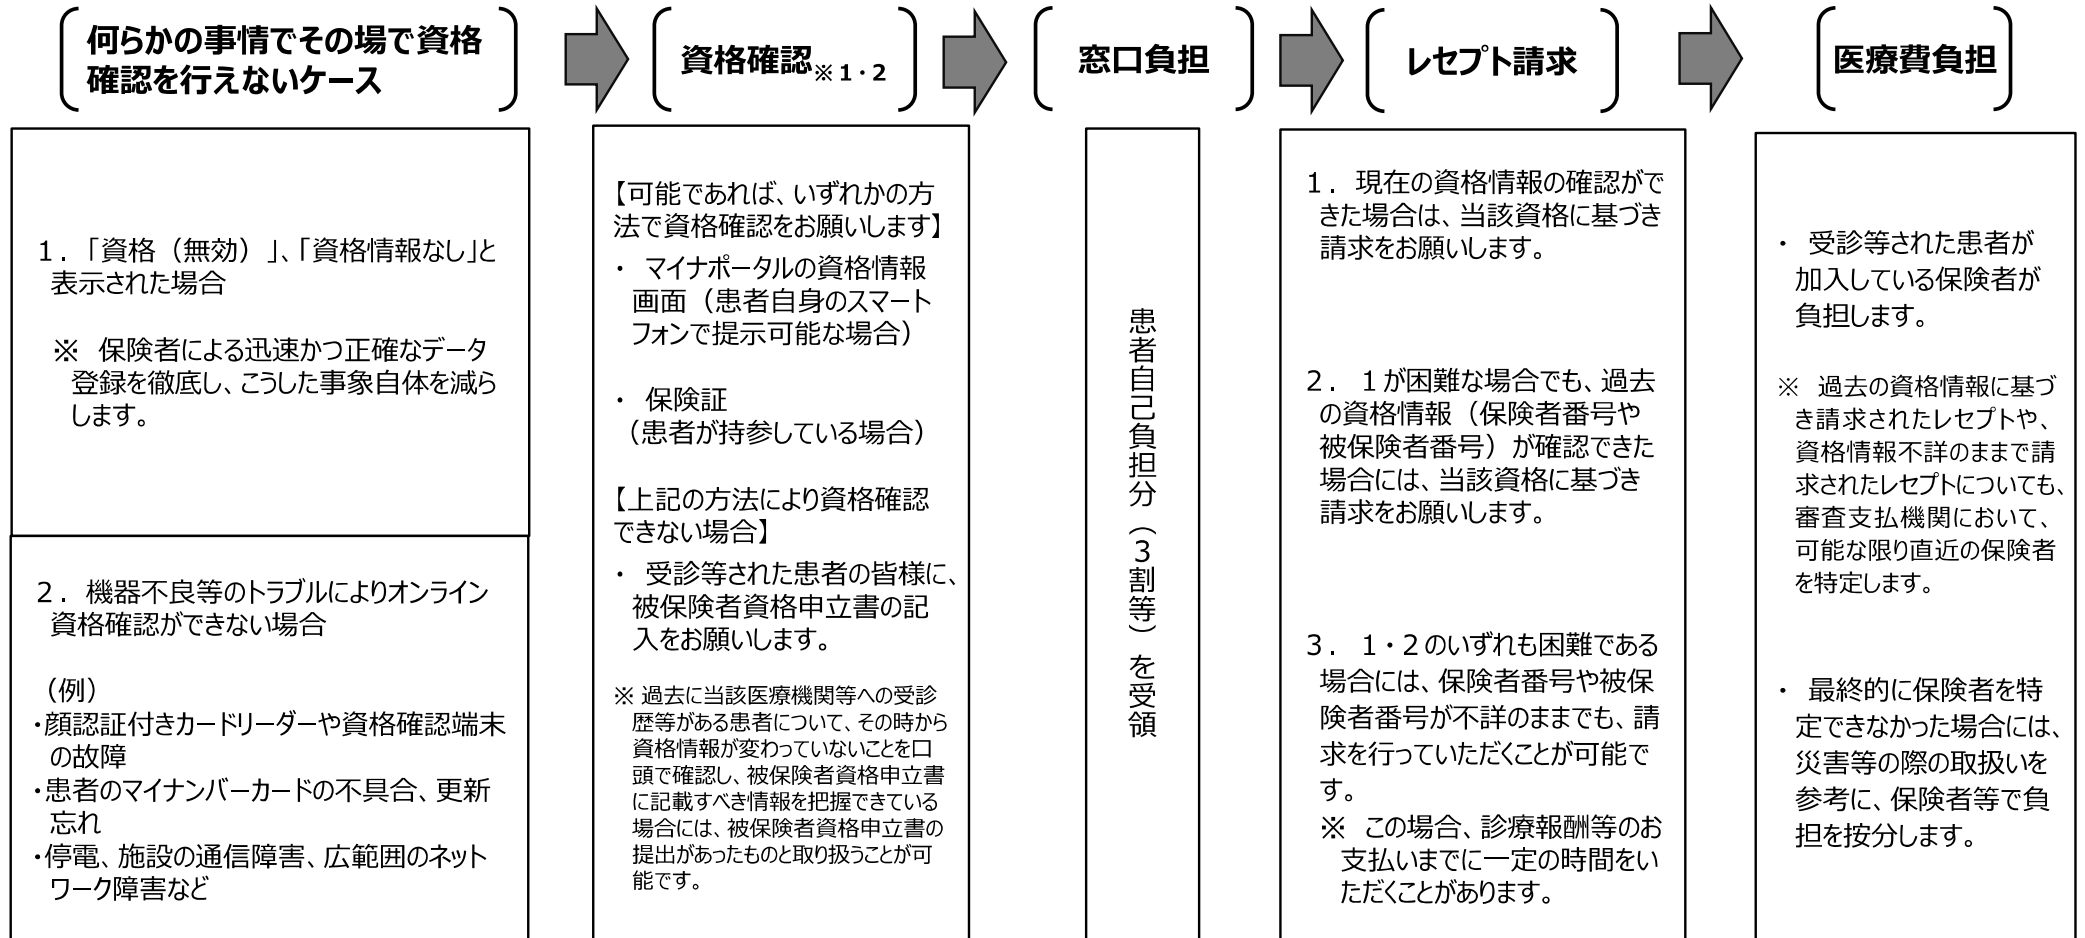 何らかの事情でその場で資格
確認を行えないケース
資格確認※１・２
窓口負担
レセプト請求
医療費負担
１．「資格（無効）」、「資格情報なし」と
表示された場合
※ 保険者による迅速かつ正確なデータ
登録を徹底し、こうした事象自体を減ら
します。
２．機器不良等のトラブルによりオンライン
資格確認ができない場合
（例）
・顔認証付きカードリーダーや資格確認端末
の故障
・患者のマイナンバーカードの不具合、更新
忘れ
・停電、施設の通信障害、広範囲のネット
ワーク障害など
【可能であれば、いずれかの方
法で資格確認をお願いします】
・ マイナポータルの資格情報
画面（患者自身のスマート
フォンで提示可能な場合）
・ 保険証
（患者が持参している場合）
【上記の方法により資格確認
できない場合】
・ 受診等された患者の皆様に、
被保険者資格申立書の記
入をお願いします。
※ 過去に当該医療機関等への受診
歴等がある患者について、その時から
資格情報が変わっていないことを口
頭で確認し、被保険者資格申立書
に記載すべき情報を把握できている
場合には、被保険者資格申立書の
提出があったものと取り扱うことが可
能です。
患者自己負担分（３割等）を受領
１．現在の資格情報の確認がで
きた場合は、当該資格に基づき
請求をお願いします。
２．１が困難な場合でも、過去
の資格情報（保険者番号や
被保険者番号）が確認できた
場合には、当該資格に基づき
請求をお願いします。
３．１・２のいずれも困難である
場合には、保険者番号や被保
険者番号が不詳のままでも、請
求を行っていただくことが可能で
す。
※ この場合、診療報酬等のお
支払いまでに一定の時間をい
ただくことがあります。
・ 受診等された患者が
加入している保険者が
負担します。
※ 過去の資格情報に基づ
き請求されたレセプトや、
資格情報不詳のままで請
求されたレセプトについても、
審査支払機関において、
可能な限り直近の保険者
を特定します。
・ 最終的に保険者を特
定できなかった場合には、
災害等の際の取扱いを
参考に、保険者等で負
担を按分します。